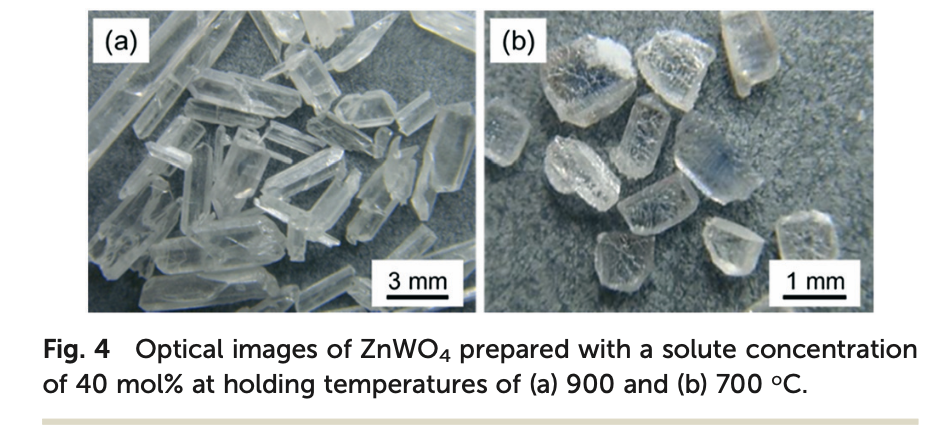 (a)
(b)
3 mm
1 mm
Fig. 4 Optical images of ZnWO₄ prepared with a solute concentration
of 40 mol% at holding temperatures of (a) 900 and (b) 700 ᵒC.